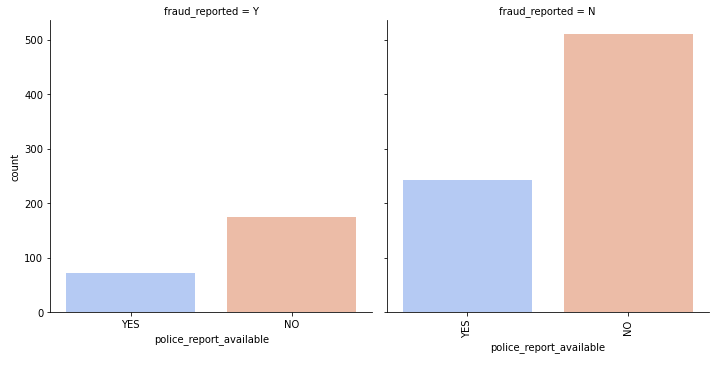 fraud_reported = Y
fraud_reported = N
count
500
400
300
200
100
0
YES
NO
police_report_available
YES
NO
police_report_available